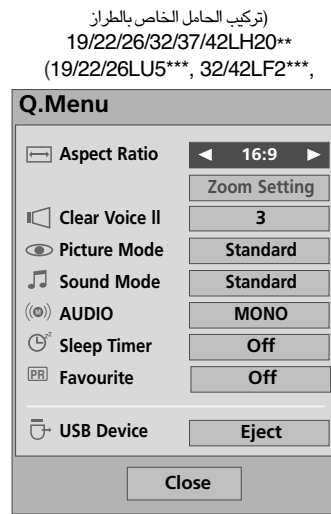 (تركيب الحامل الخاص بالطراز
19/22/26/32/37/42LH20**
(19/22/26LU5***, 32/42LF2***,
Q.Menu
Aspect Ratio ◄ 16:9 ►
Zoom Setting
Clear Voice II 3
Picture Mode Standard
Sound Mode Standard
AUDIO MONO
Sleep Timer Off
PR Favourite Off
USB Device Eject
Close